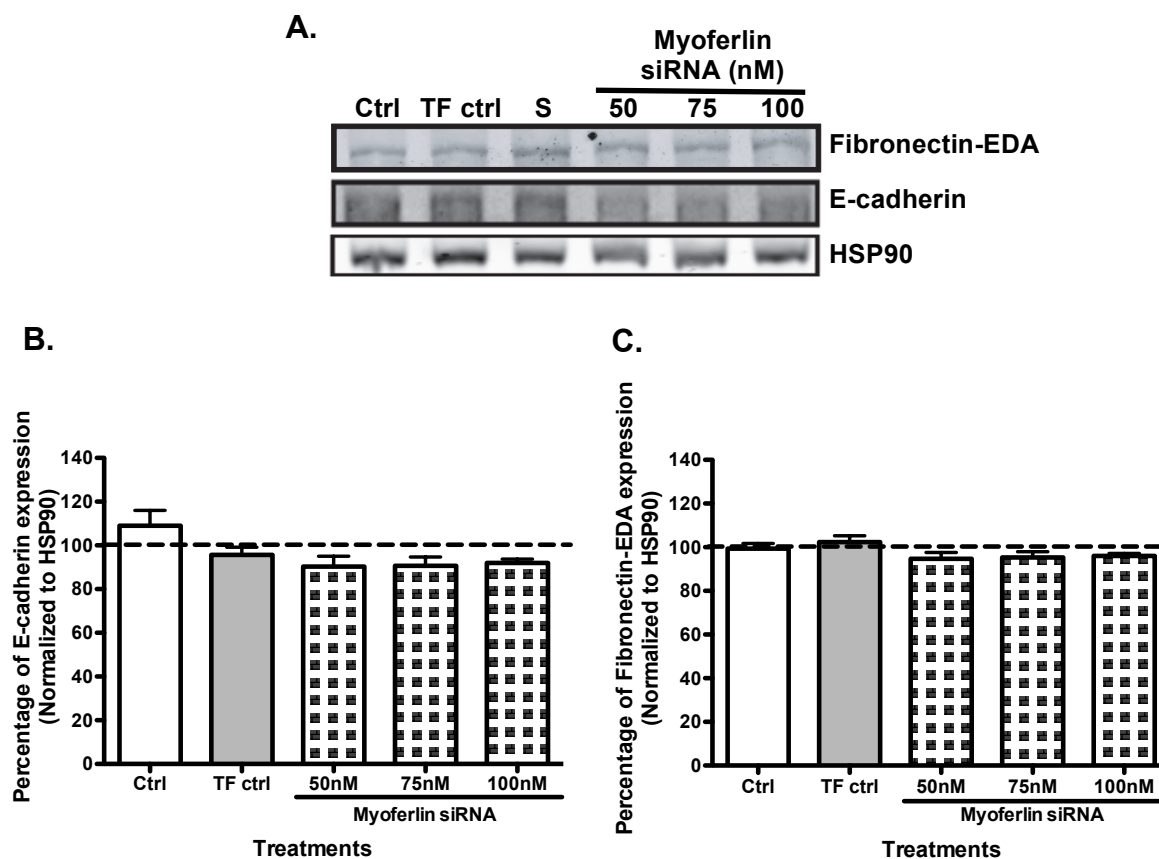 A.
Myoferlin
siRNA (nM)
Ctrl TF ctrl S 50 75 100
Fibronectin-EDA
E-cadherin
HSP90
B.
Percentage of E-cadherin expression
(Normalized to HSP90)
140
120
100
80
60
40
20
0
Ctrl TF ctrl 50nM 75nM 100nM
Myoferlin siRNA
Treatments
C.
Percentage of Fibronectin-EDA expression
(Normalized to HSP90)
140
120
100
80
60
40
20
0
Ctrl TF ctrl 50nM 75nM 100nM
Myoferlin siRNA
Treatments